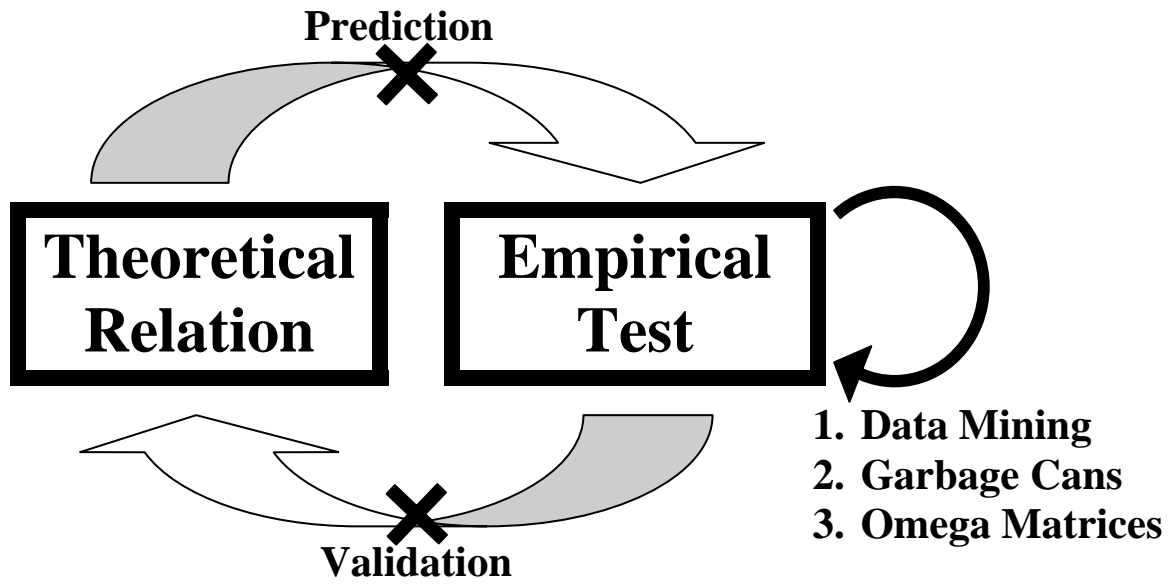 Prediction
Theoretical
Relation
Empirical
Test
1. Data Mining
2. Garbage Cans
3. Omega Matrices
Validation